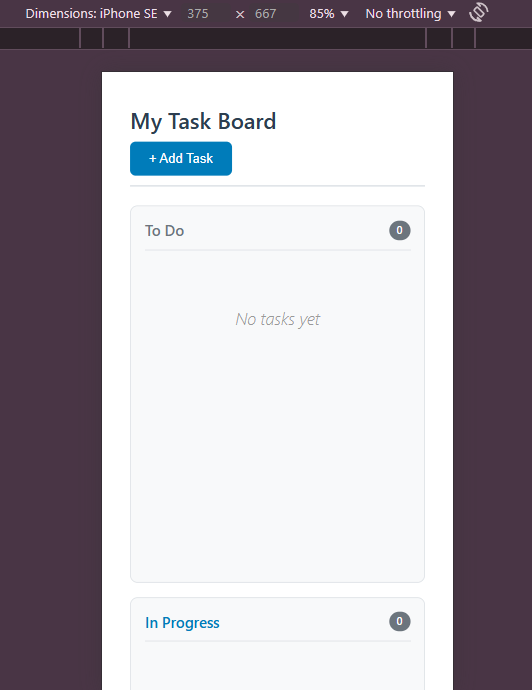 Dimensions: iPhone SE ▼ 375 × 667 85% ▼ No throttling ▼
My Task Board
+ Add Task
To Do 0
No tasks yet
In Progress 0